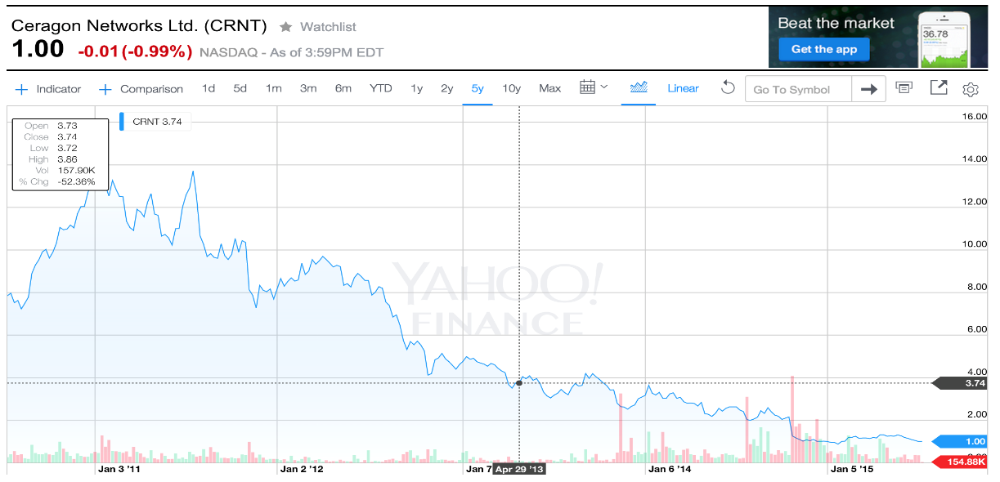 Ceragon Networks Ltd. (CRNT) ★ Watchlist
1.00 -0.01 (-0.99%) NASDAQ - As of 3:59PM EDT
Beat the market
Get the app
36.78
+ Indicator + Comparison 1d 5d 1m 3m 6m YTD 1y 2y 5y 10y Max Linear Go To Symbol
CRNT 3.74
Open 3.73
Close 3.74
Low 3.72
High 3.86
Vol 157.90K
% Chg -52.36%
16.00
14.00
12.00
10.00
8.00
6.00
4.00
3.74
2.00
1.00
154.88K
YAHOO!
FINANCE
Jan 3 '11 Jan 2 '12 Jan 7 Apr 29 '13 Jan 6 '14 Jan 5 '15